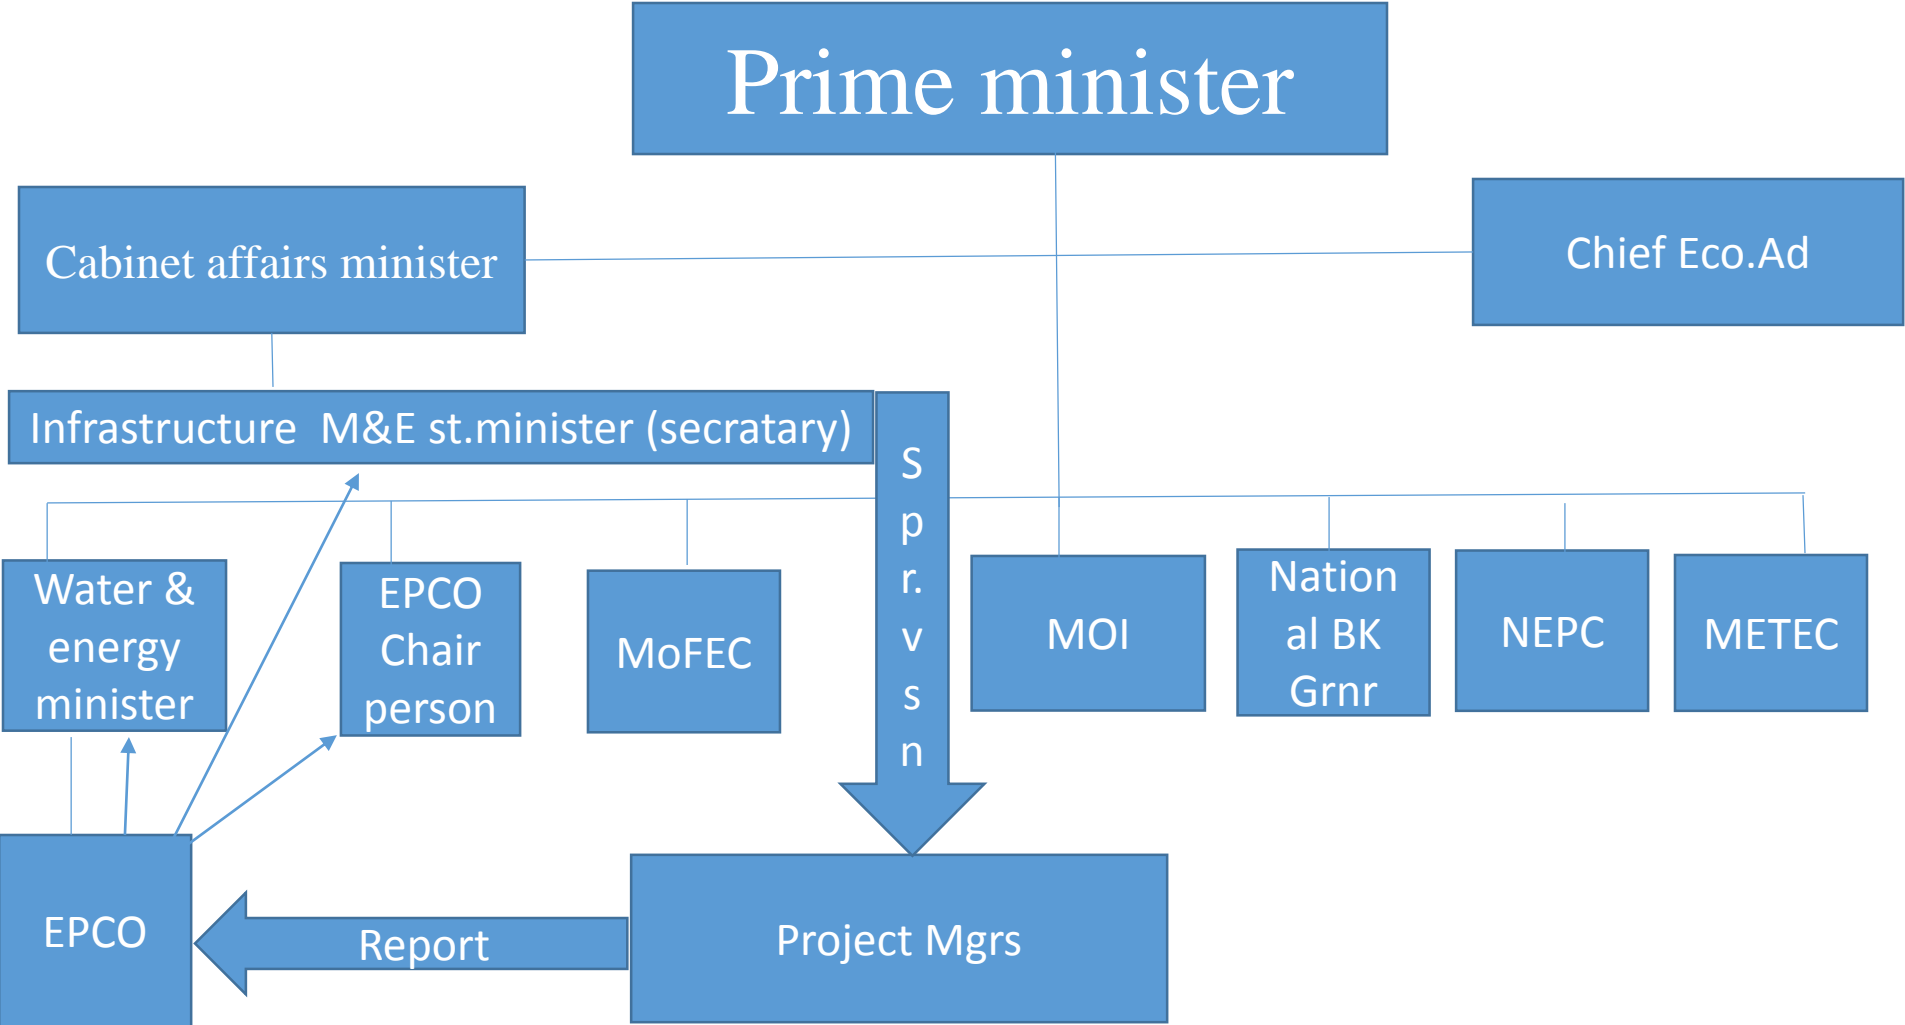 Prime minister
Cabinet affairs minister
Chief Eco.Ad
Infrastructure  M&E st.minister (secratary)
S
p
r.
v
s
n
Water &
energy
minister
EPCO
Chair
person
MoFEC
MOI
Nation
al BK
Grnr
NEPC
METEC
EPCO
Report
Project Mgrs